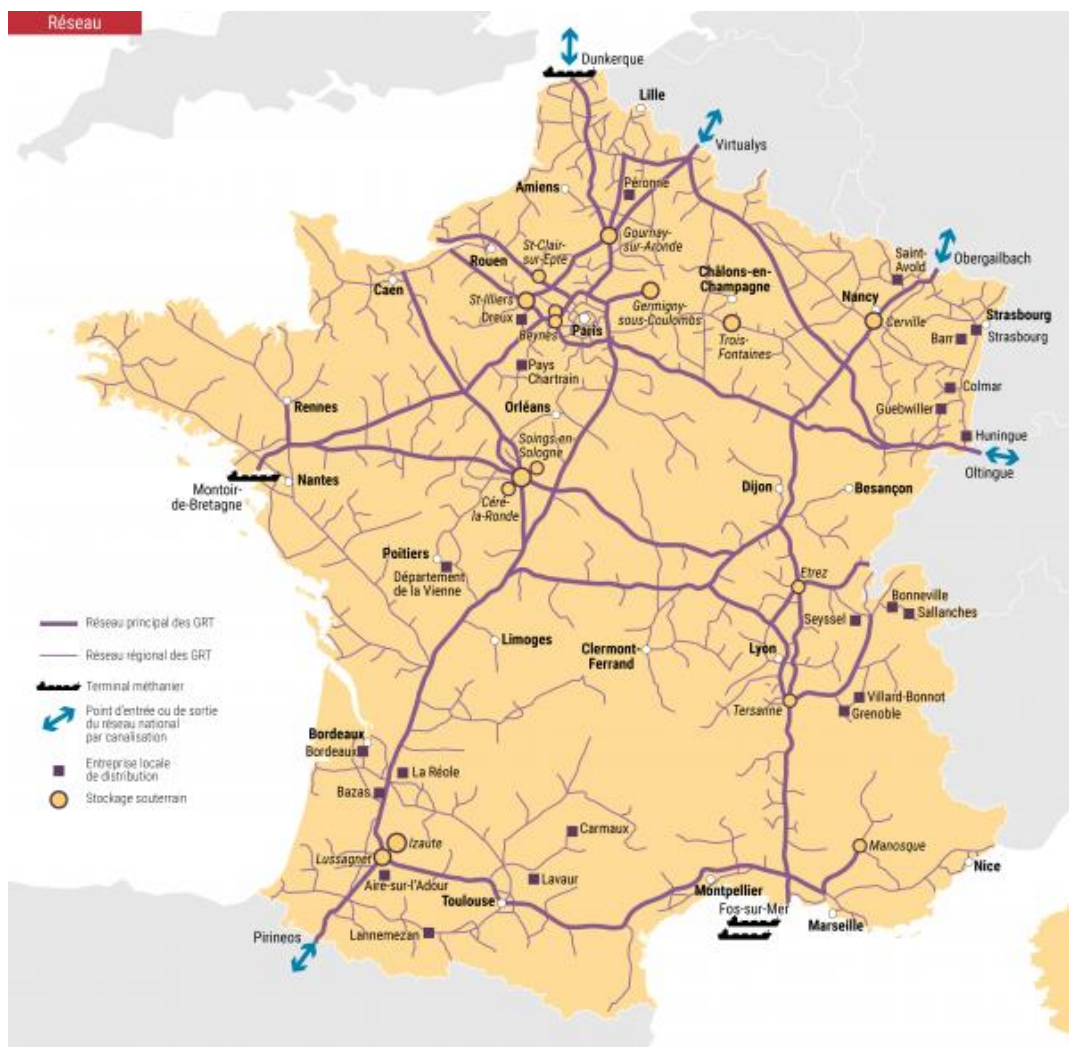 Réseau
Dunkerque
Lille
Virtualys
Amiens
Péronne
Gournay-
sur-Aronde
St-Clair-
sur-Epte
Rouen
Saint-
Avold
Obergailbach
Caen
Châlons-en-
Champagne
Nancy
St-Illiers
Dreux
Germigny-
sous-Coulombs
Strasbourg
Cerville
Paris
Beynes
Trois-
Fontaines
Barr
Strasbourg
Pays
Chartrain
Colmar
Rennes
Orléans
Guebwiller
Huningue
Soings-en-
Sologne
Oltingue
Nantes
Montoir-
de-Bretagne
Dijon
Besançon
Céré-
la-Ronde
Poitiers
Département
de la Vienne
Etrez
Bonneville
Sallanches
Seyssel
Réseau principal des GRT
Limoges
Clermont-
Ferrand
Lyon
Réseau régional des GRT
Terminal méthanier
Villard-Bonnot
Grenoble
Tersanne
Point d'entrée ou de sortie
du réseau national
par canalisation
Bordeaux
Bordeaux
Entreprise locale
de distribution
La Réole
Bazas
Stockage souterrain
Carmaux
Izaute
Manosque
Lussagnet
Nice
Aire-sur-l'Adour
Lavaur
Montpellier
Toulouse
Fos-sur-Mer
Marseille
Pirineos
Lannemezan